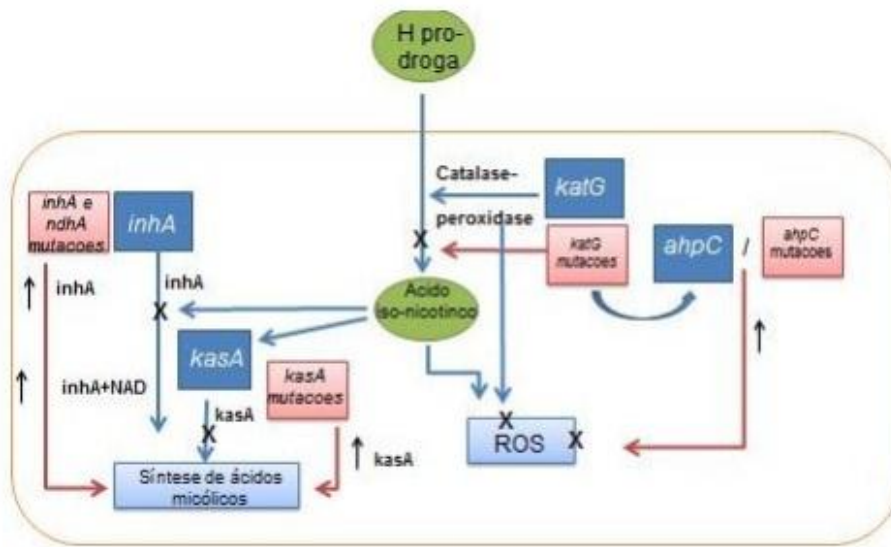 H pro-
droga
Catalase-
peroxidase
katG
katG
mutacoes
ahpC
/
ahpC
mutacoes
inhA e
ndhA
mutacoes
inhA
inhA
inhA
X
X
Acido
iso-nicotinco
kasA
kasA
mutacoes
inhA+NAD
kasA
X
kasA
X
ROS
X
Síntese de ácidos
micólicos